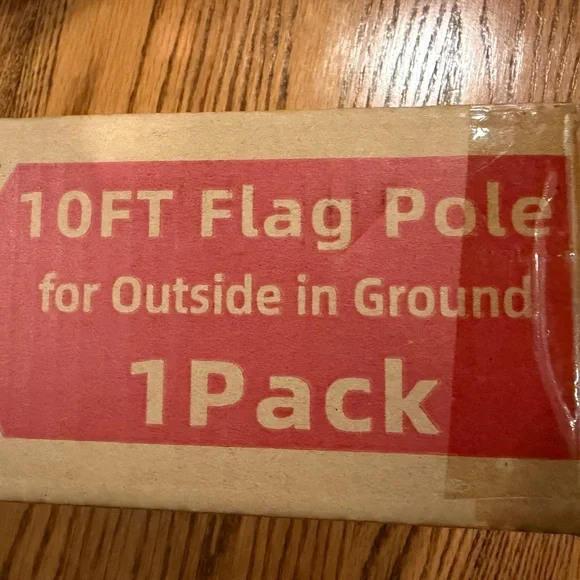 10FT Flag Pole
for Outside in Ground
1Pack